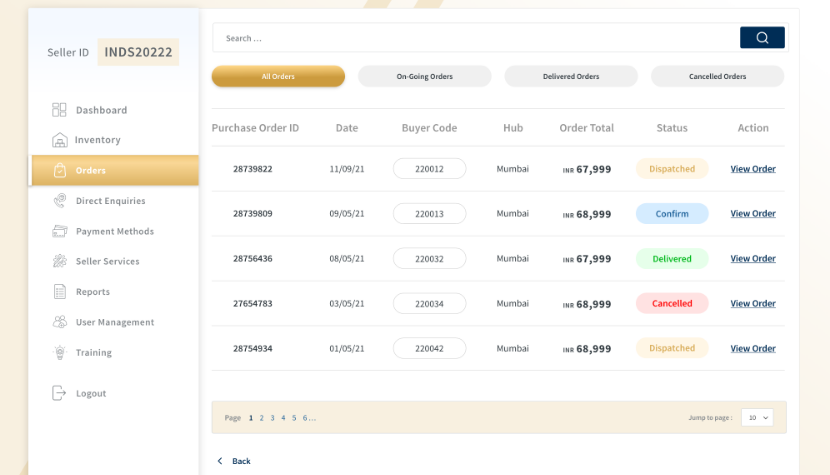 Seller ID INDS20222
Dashboard
Inventory
Orders
Direct Enquiries
Payment Methods
Seller Services
Reports
User Management
Training
Logout
Search ...
All Orders On-Going Orders Delivered Orders Cancelled Orders
Purchase Order ID Date Buyer Code Hub Order Total Status Action
28739822 11/09/21 220012 Mumbai INR 67,999 Dispatched View Order
28739809 09/05/21 220013 Mumbai INR 68,999 Confirm View Order
28756436 08/05/21 220032 Mumbai INR 67,999 Delivered View Order
27654783 03/05/21 220034 Mumbai INR 68,999 Cancelled View Order
28754934 01/05/21 220042 Mumbai INR 68,999 Dispatched View Order
Page 1 2 3 4 5 6... Jump to page : 10
Back